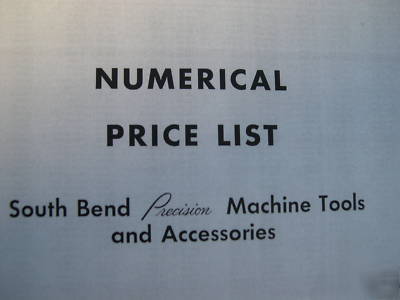 NUMERICAL
PRICE LIST
South Bend Precision Machine Tools
and Accessories